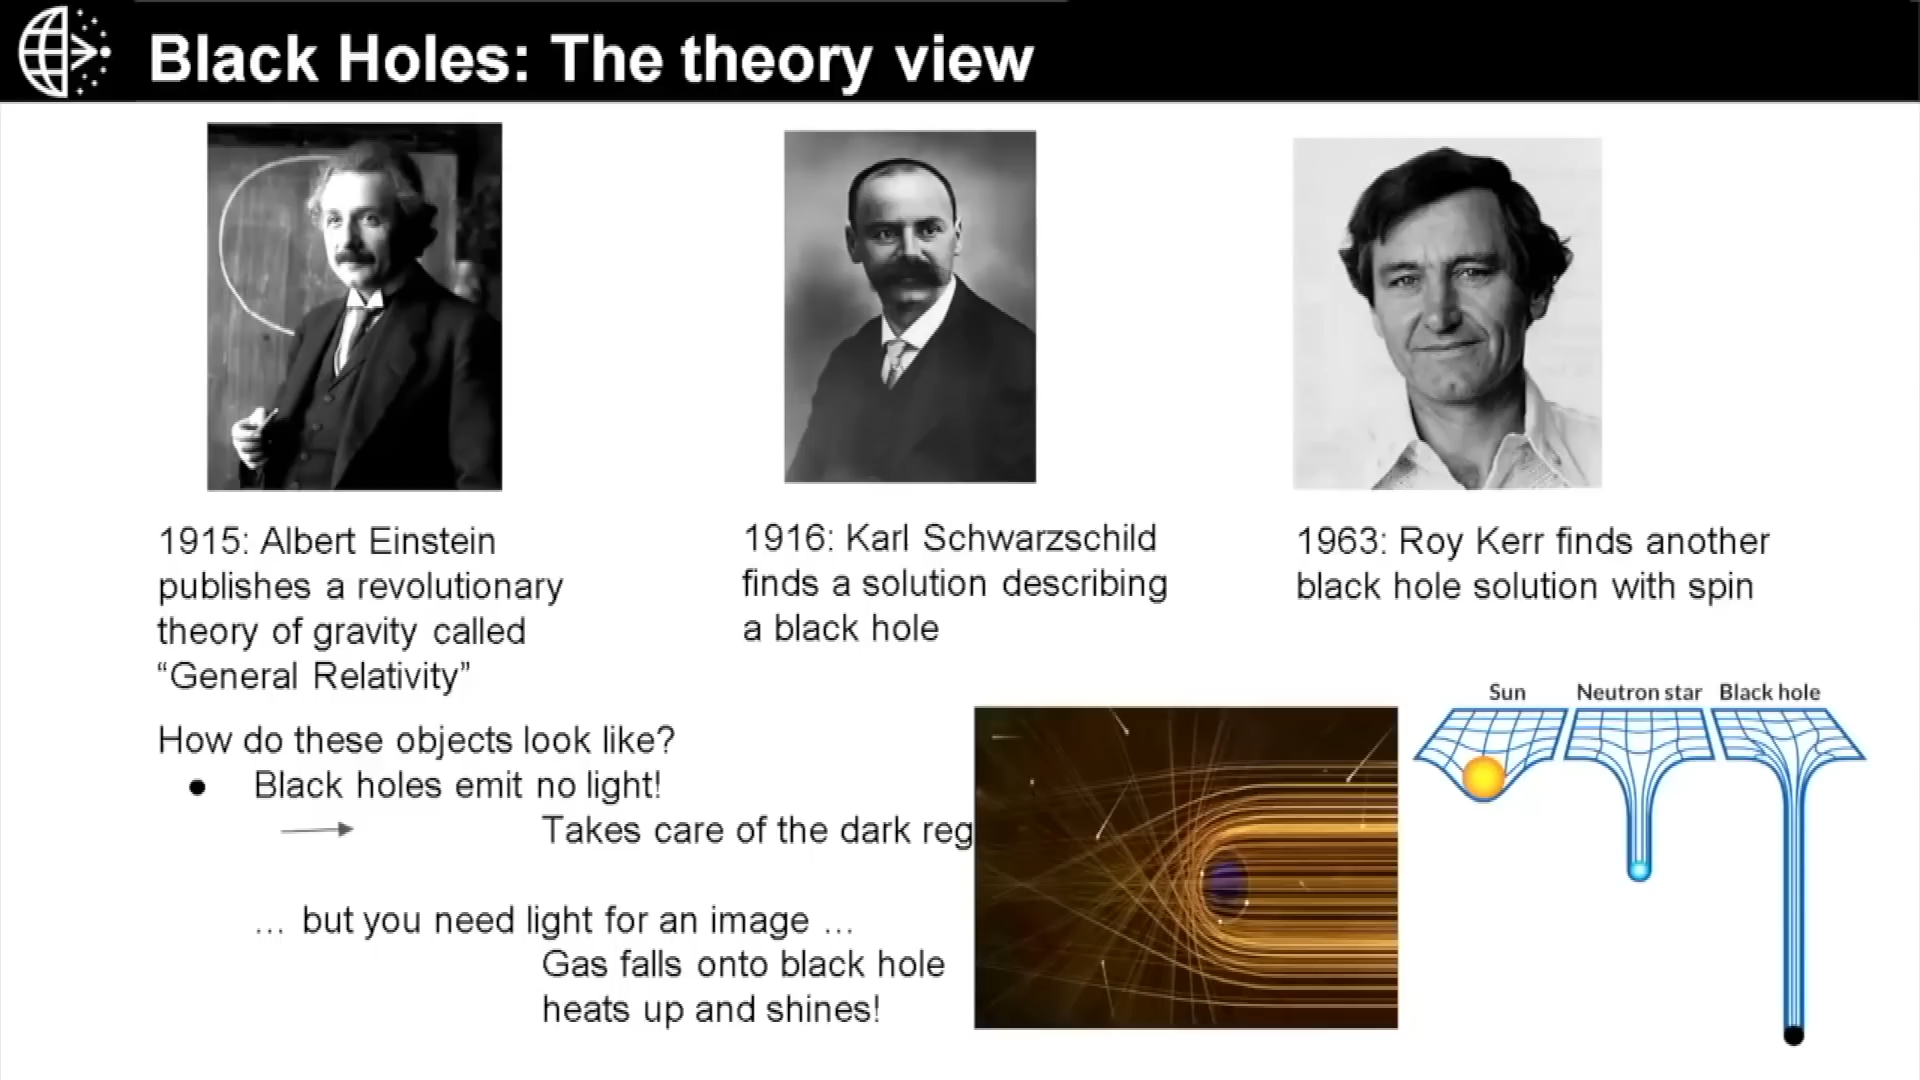 Black Holes: The theory view
1915: Albert Einstein
publishes a revolutionary
theory of gravity called
“General Relativity”
1916: Karl Schwarzschild
finds a solution describing
a black hole
1963: Roy Kerr finds another
black hole solution with spin
How do these objects look like?
● Black holes emit no light!
Takes care of the dark reg
... but you need light for an image ...
Gas falls onto black hole
heats up and shines!
Sun
Neutron star
Black hole